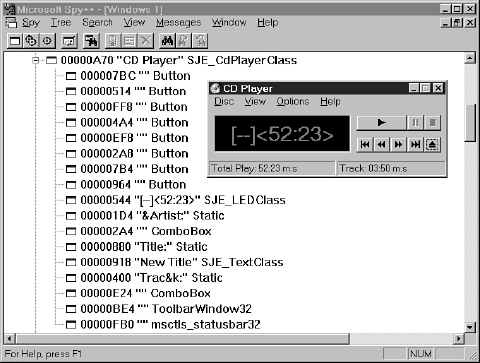 Microsoft Spy++ - [Windows 1]
Spy Tree Search View Messages Window Help
00000A70 "CD Player" SJE_CdPlayerClass
000007BC "" Button
00000514 "" Button
00000FF8 "" Button
000004A4 "" Button
00000EF8 "" Button
000002A8 "" Button
000007B4 "" Button
00000964 "" Button
00000544 "[--]<52:23>" SJE_LEDClass
000001D4 "&Artist:" Static
000002A4 "" ComboBox
00000880 "Title:" Static
00000918 "New Title" SJE_TextClass
00000400 "Trac&k:" Static
00000E24 "" ComboBox
00000BE4 "" ToolbarWindow32
00000FB0 "" msctls_statusbar32
CD Player
Disc View Options Help
[--]<52:23>
Total Play: 52:23 m:s
Track: 03:50 m:s
For Help, press F1
NUM